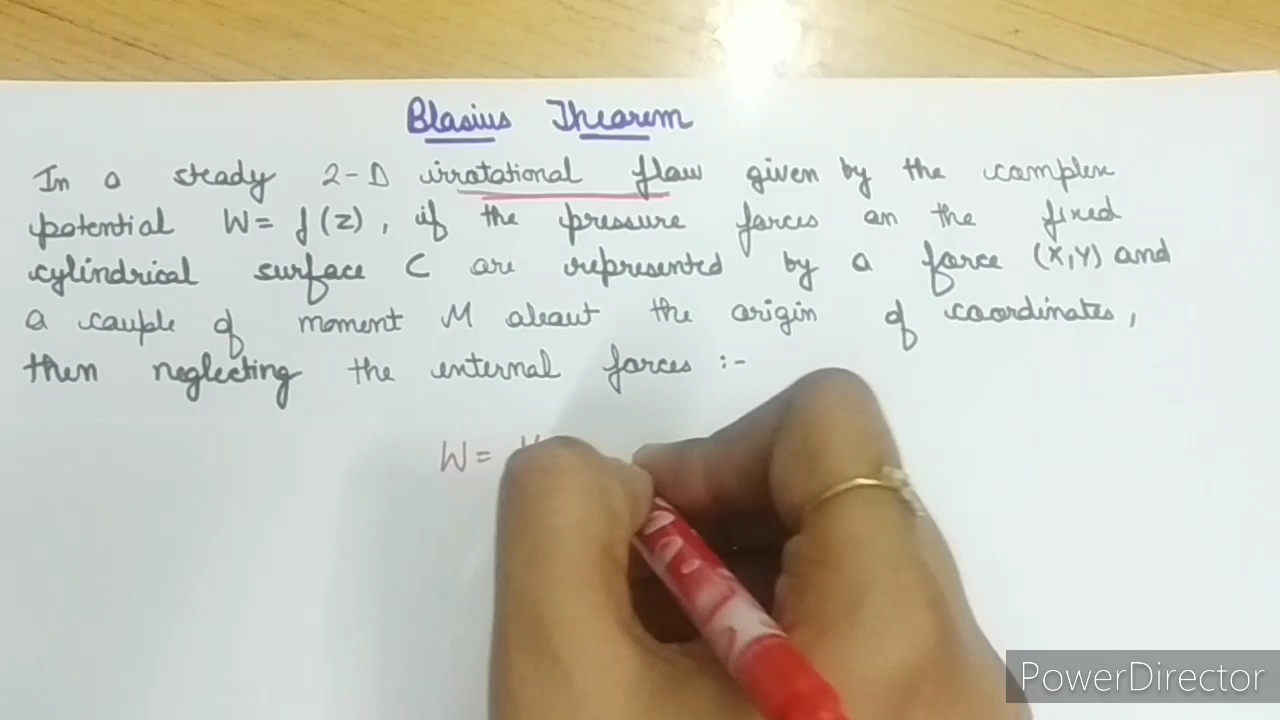 Blasius Theorem
In a steady 2-D irrotational flow given by the complex
potential W = f(z), if the pressure forces on the fixed
cylindrical surface C are represented by a force (X,Y) and
a couple of moment M about the origin of coordinates,
then neglecting the external forces :-
W =
PowerDirector